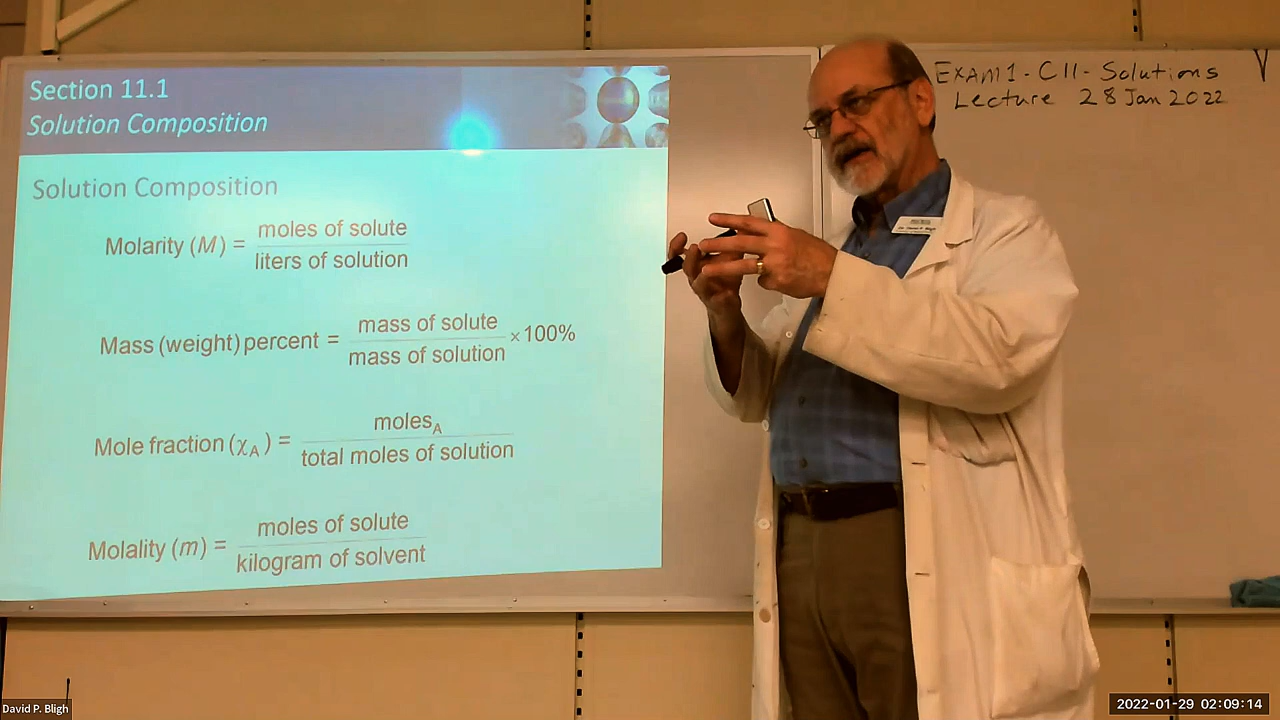 Section 11.1
Solution Composition
Solution Composition
Molarity (M) = moles of solute
liters of solution
Mass (weight) percent = mass of solute
mass of solution ×100%
Mole fraction (χA) = molesA
total moles of solution
Molality (m) = moles of solute
kilogram of solvent
Exam 1 - C11 - Solutions
Lecture 28 Jan 2022
David P. Bligh
2022-01-29 02:09:14